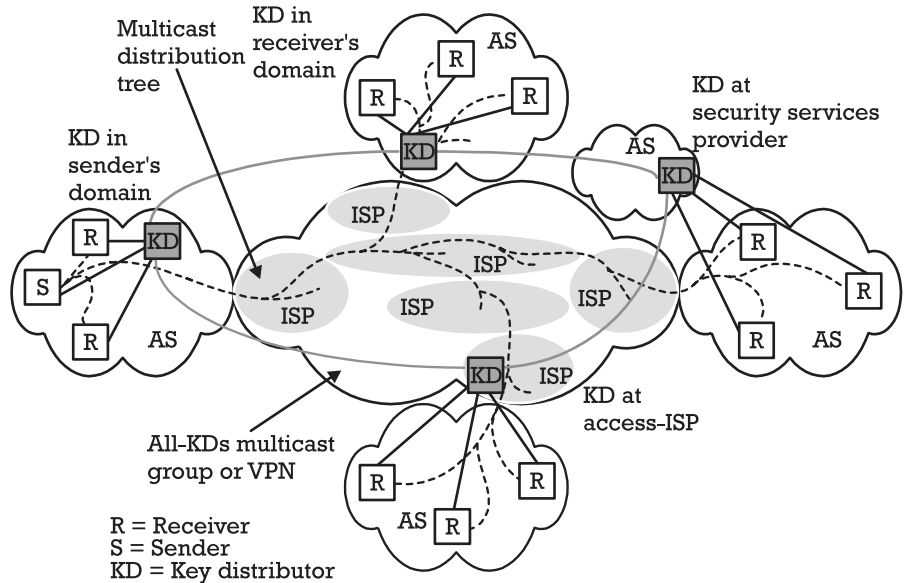 Multicast
distribution
tree
KD in
receiver's
domain
AS
R
R
R
KD
KD at
security services
provider
AS
KD
KD in
sender's
domain
R
KD
S
R
AS
ISP
ISP
ISP
ISP
ISP
R
R
R
AS
KD
ISP
KD at
access-ISP
All-KDs multicast
group or VPN
R
R
AS
R
R = Receiver
S = Sender
KD = Key distributor